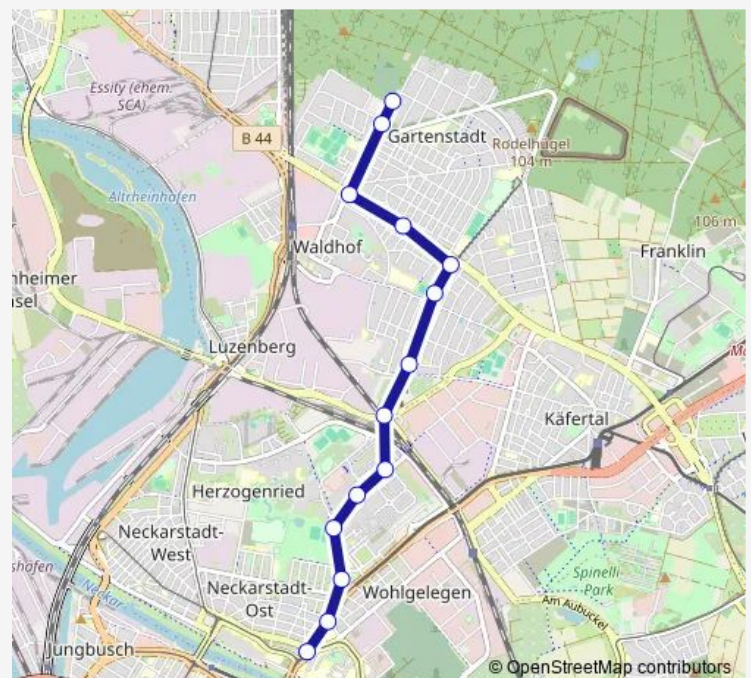 Essity (ehem.
SCA)
B 44
Gartenstadt
Rodelhügel
104 m
Altrheinhafen
106 m
Waldhof
Franklin
nheimer
sel
Luzenberg
Käfertal
Herzogenried
Neckarstadt-
West
Neckarstadt-
Ost
Wohlgelegen
Spinelli
Park
Am Aubuckel
shofen
Neckar
Jungbusch
© OpenStreetMap contributors